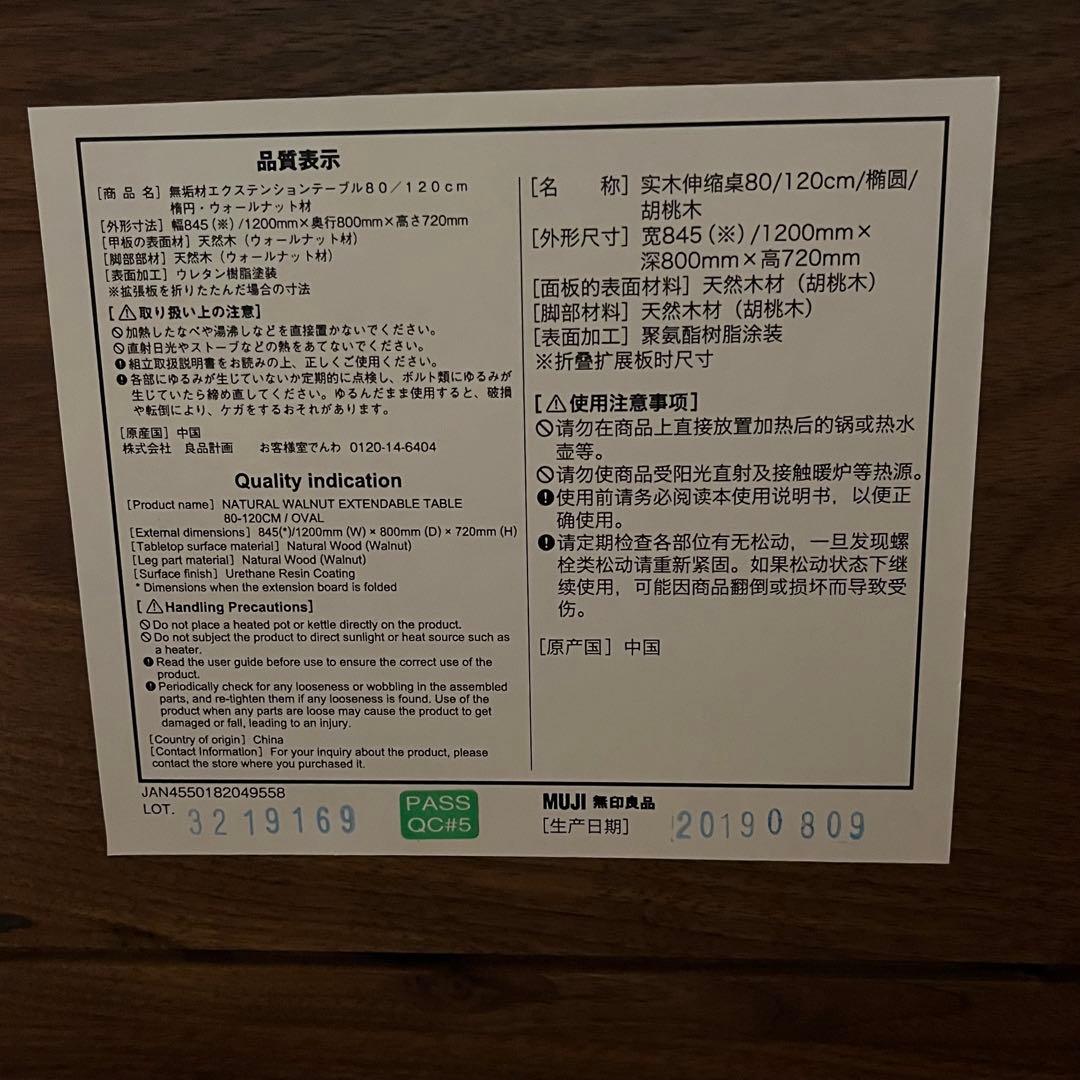 品質表示
[商 品 名] 無垢材エクステンションテーブル80/120cm
楕円・ウォールナット材
[外形寸法] 幅845(※)/1200mm×奥行800mm×高さ720mm
[甲板の表面材] 天然木(ウォールナット材)
[脚部部材] 天然木(ウォールナット材)
[表面加工] ウレタン樹脂塗装
※拡張板を折りたたんだ場合の寸法
[⚠取り扱い上の注意]
🚫加熱したなべや湯沸しなどを直接置かないでください。
🚫直射日光やストーブなどの熱をあてないでください。
❗組立取扱説明書をお読みの上、正しくご使用ください。
❗各部にゆるみが生じていないか定期的に点検し、ボルト類にゆるみが
生じていたら締め直してください。ゆるんだまま使用すると、破損
や転倒により、ケガをするおそれがあります。
[原産国] 中国
株式会社 良品計画 お客様室でんわ 0120-14-6404
Quality indication
[Product name] NATURAL WALNUT EXTENDABLE TABLE
80-120CM / OVAL
[External dimensions] 845(*)/1200mm (W) × 800mm (D) × 720mm (H)
[Tabletop surface material] Natural Wood (Walnut)
[Leg part material] Natural Wood (Walnut)
[Surface finish] Urethane Resin Coating
* Dimensions when the extension board is folded
[⚠Handling Precautions]
🚫Do not place a heated pot or kettle directly on the product.
🚫Do not subject the product to direct sunlight or heat source such as
a heater.
❗Read the user guide before use to ensure the correct use of the
product.
❗Periodically check for any looseness or wobbling in the assembled
parts, and re-tighten them if any looseness is found. Use of the
product when any parts are loose may cause the product to get
damaged or fall, leading to an injury.
[Country of origin] China
[Contact Information] For your inquiry about the product, please
contact the store where you purchased it.
[名 称] 实木伸缩桌80/120cm/椭圆/
胡桃木
[外形尺寸] 宽845(※)/1200mm×
深800mm×高720mm
[面板的表面材料] 天然木材(胡桃木)
[脚部材料] 天然木材(胡桃木)
[表面加工] 聚氨酯树脂涂装
※折叠扩展板时尺寸
[⚠使用注意事项]
🚫请勿在商品上直接放置加热后的锅或热水
壶等。
🚫请勿使商品受阳光直射及接触暖炉等热源。
❗使用前请务必阅读本使用说明书，以便正
确使用。
❗请定期检查各部位有无松动，一旦发现螺
栓类松动请重新紧固。如果松动状态下继
续使用，可能因商品翻倒或损坏而导致受
伤。
[原产国] 中国
JAN4550182049558
LOT. 3219169
PASS
QC#5
MUJI 無印良品
[生产日期] 20190809